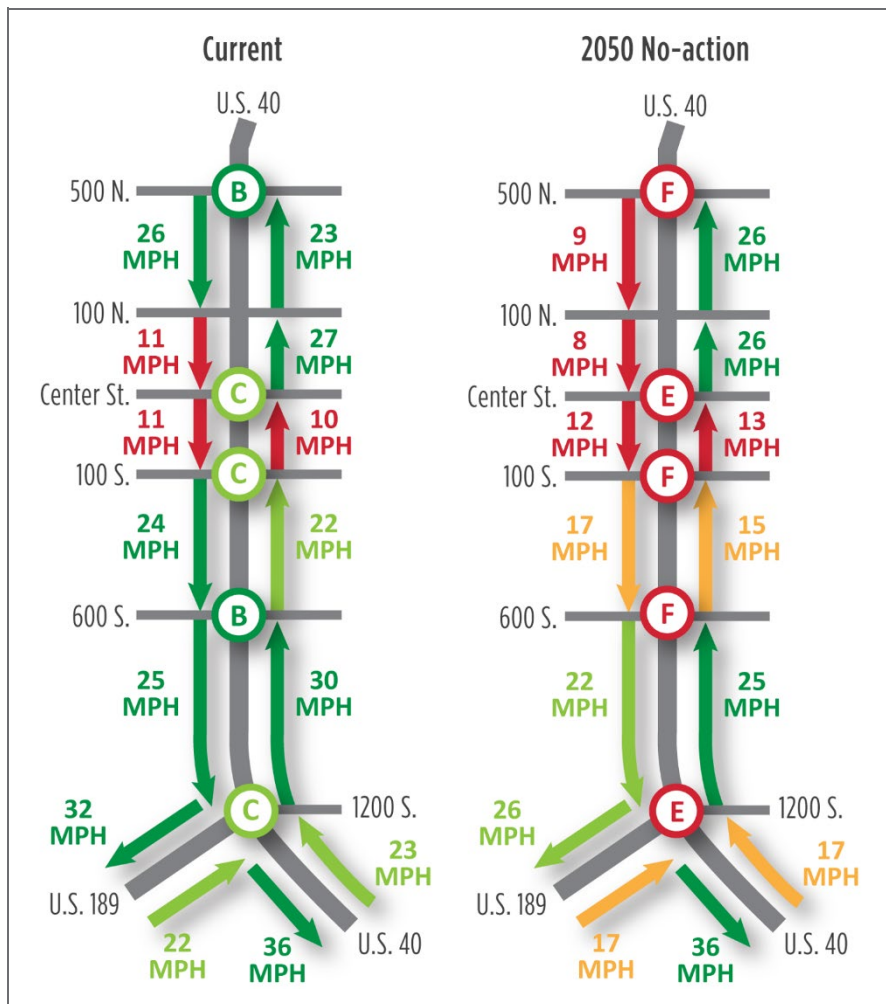 Current
U.S. 40
500 N.
B
26
MPH
23
MPH
100 N.
11
MPH
27
MPH
Center St.
C
11
MPH
10
MPH
100 S.
C
24
MPH
22
MPH
600 S.
B
25
MPH
30
MPH
32
MPH
C
1200 S.
23
MPH
U.S. 189
22
MPH
36
MPH
U.S. 40
2050 No-action
U.S. 40
500 N.
F
9
MPH
26
MPH
100 N.
8
MPH
26
MPH
Center St.
E
12
MPH
13
MPH
100 S.
F
17
MPH
15
MPH
600 S.
F
22
MPH
25
MPH
26
MPH
E
1200 S.
17
MPH
U.S. 189
17
MPH
36
MPH
U.S. 40